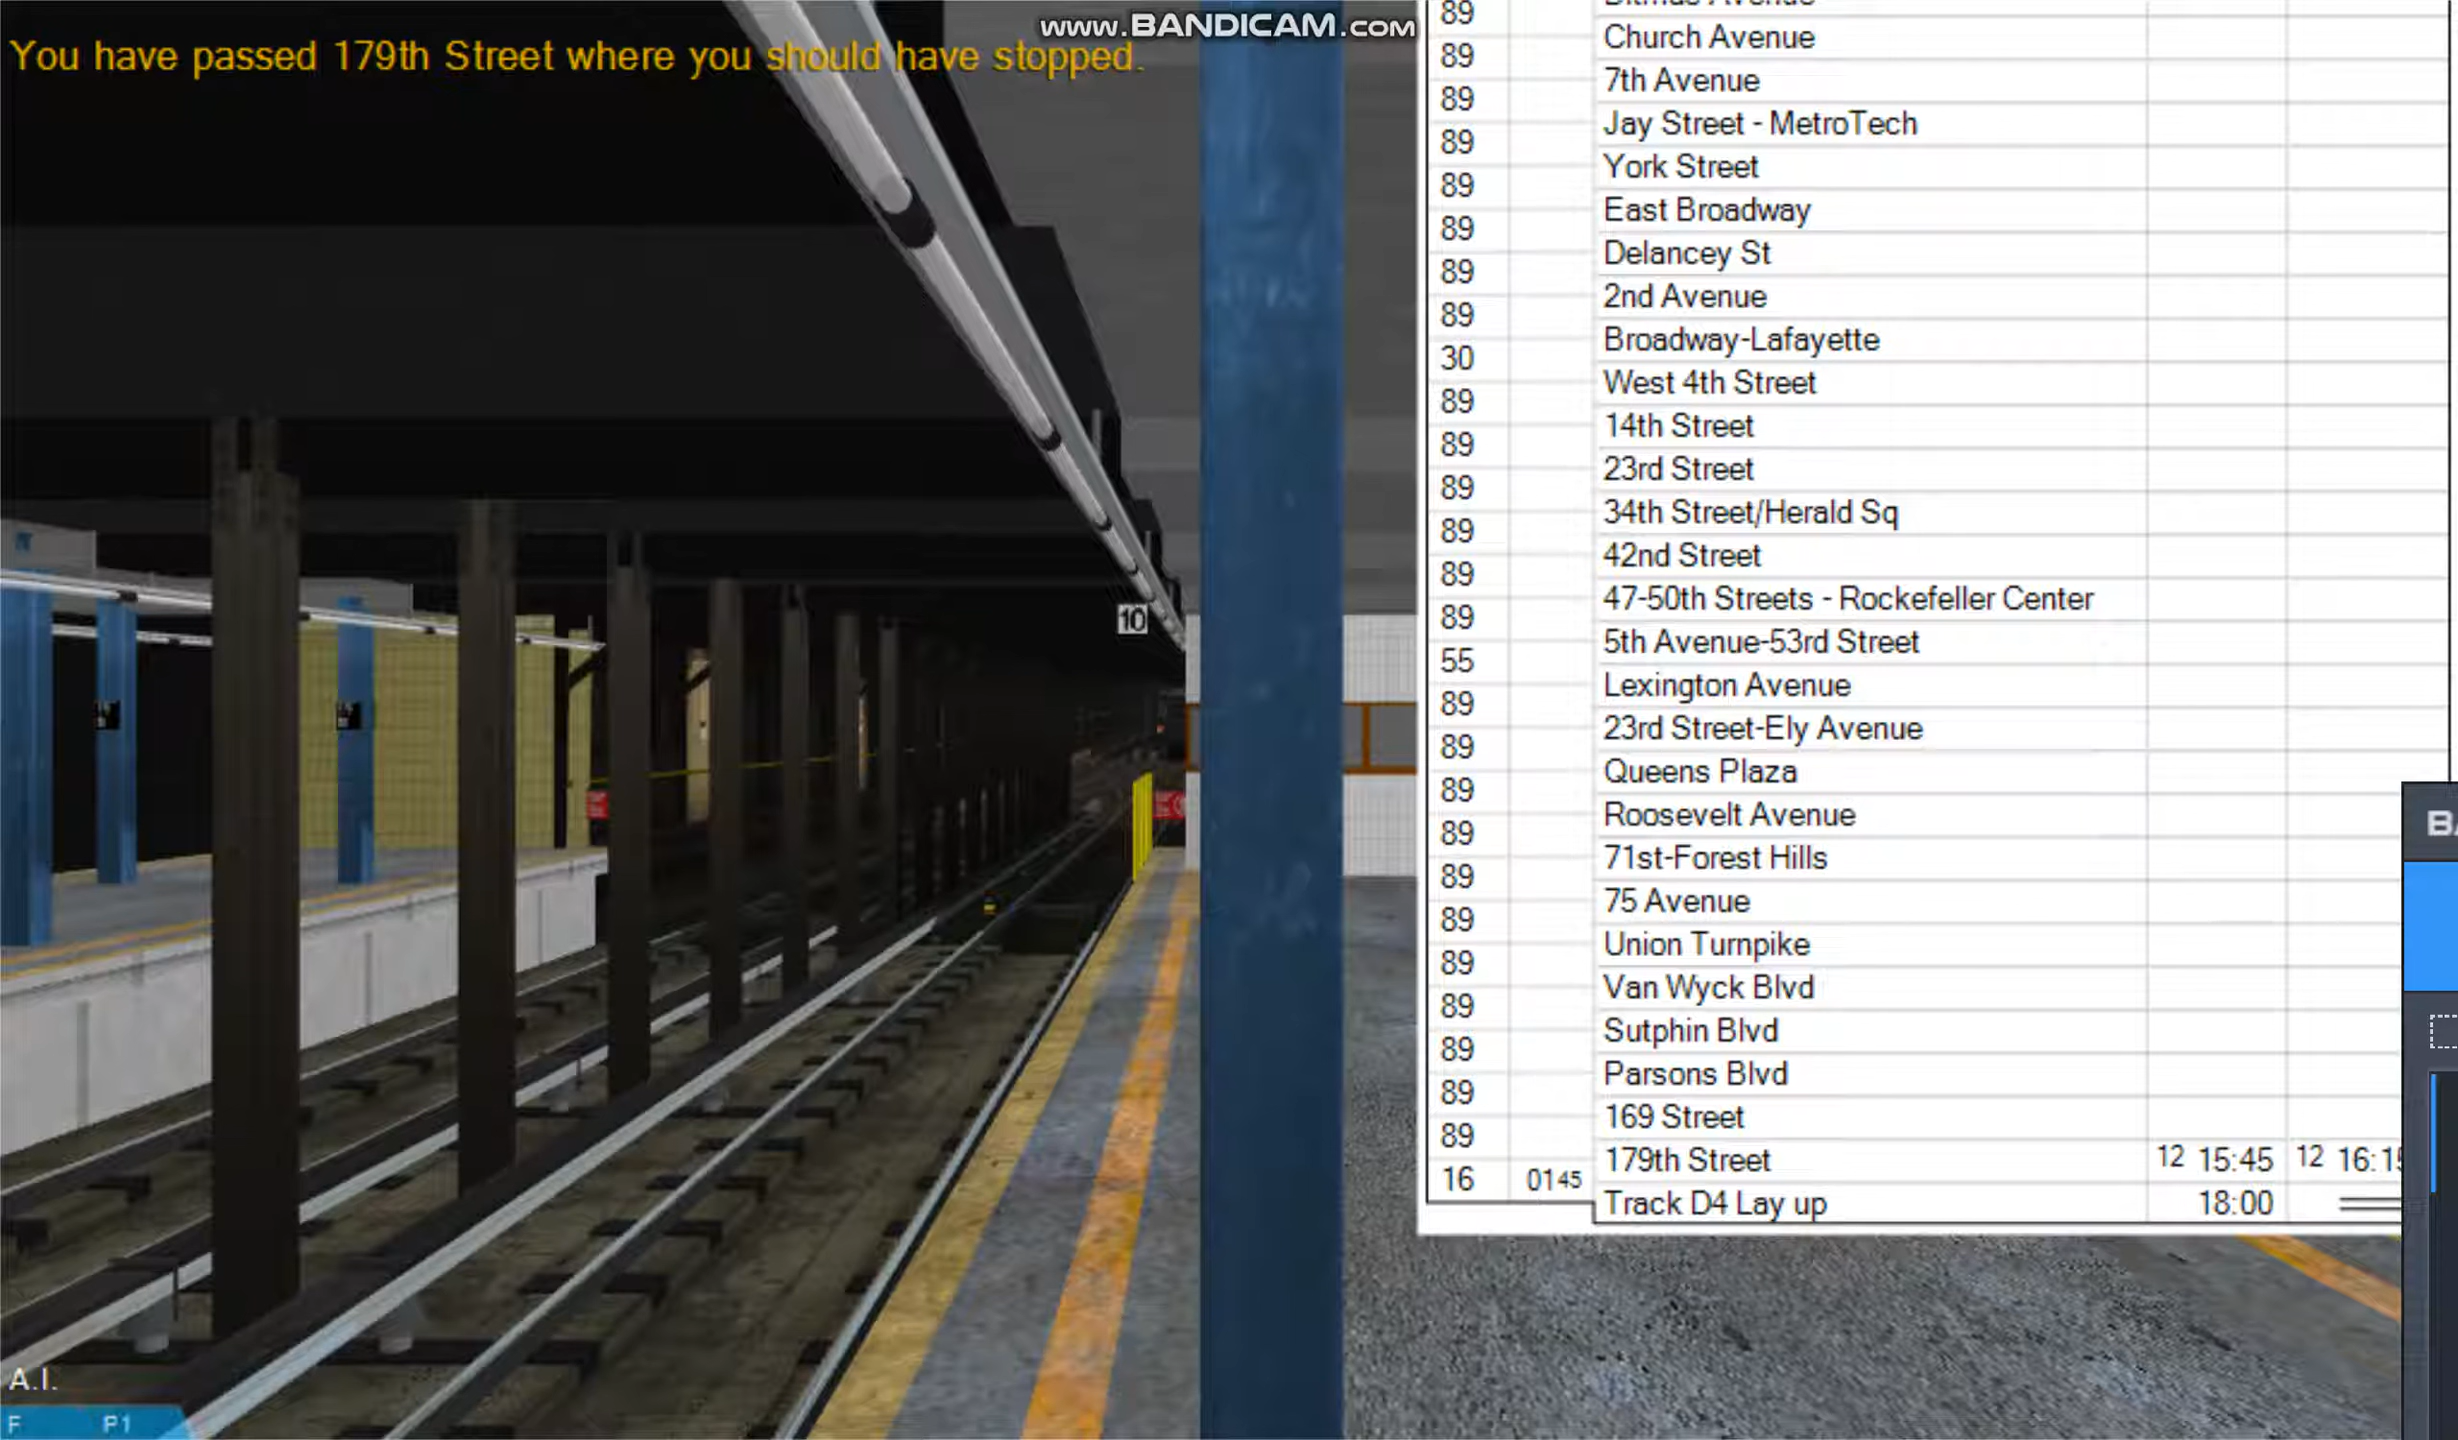 www.BANDICAM.com
You have passed 179th Street where you should have stopped.
89
Church Avenue
89
7th Avenue
89
Jay Street - MetroTech
89
York Street
89
East Broadway
89
Delancey St
89
2nd Avenue
89
Broadway-Lafayette
30
West 4th Street
89
14th Street
89
23rd Street
89
34th Street/Herald Sq
89
42nd Street
89
47-50th Streets - Rockefeller Center
89
5th Avenue-53rd Street
55
Lexington Avenue
89
23rd Street-Ely Avenue
89
Queens Plaza
89
Roosevelt Avenue
89
71st-Forest Hills
89
75 Avenue
89
Union Turnpike
89
Van Wyck Blvd
89
Sutphin Blvd
89
Parsons Blvd
89
169 Street
89
179th Street 12 15:45 12 16:15
16 0145
Track D4 Lay up 18:00
10
A.I.
F P1